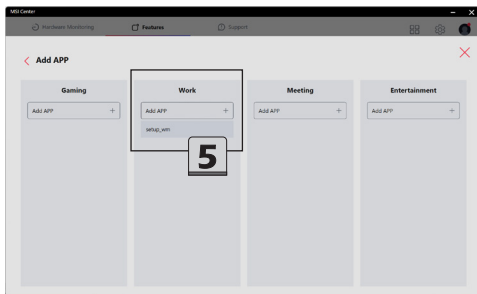 MSI Center
Hardware Monitoring
Features
Support
Add APP
Gaming
Work
Meeting
Entertainment
Add APP +
Add APP +
Add APP +
Add APP +
setup_win
5